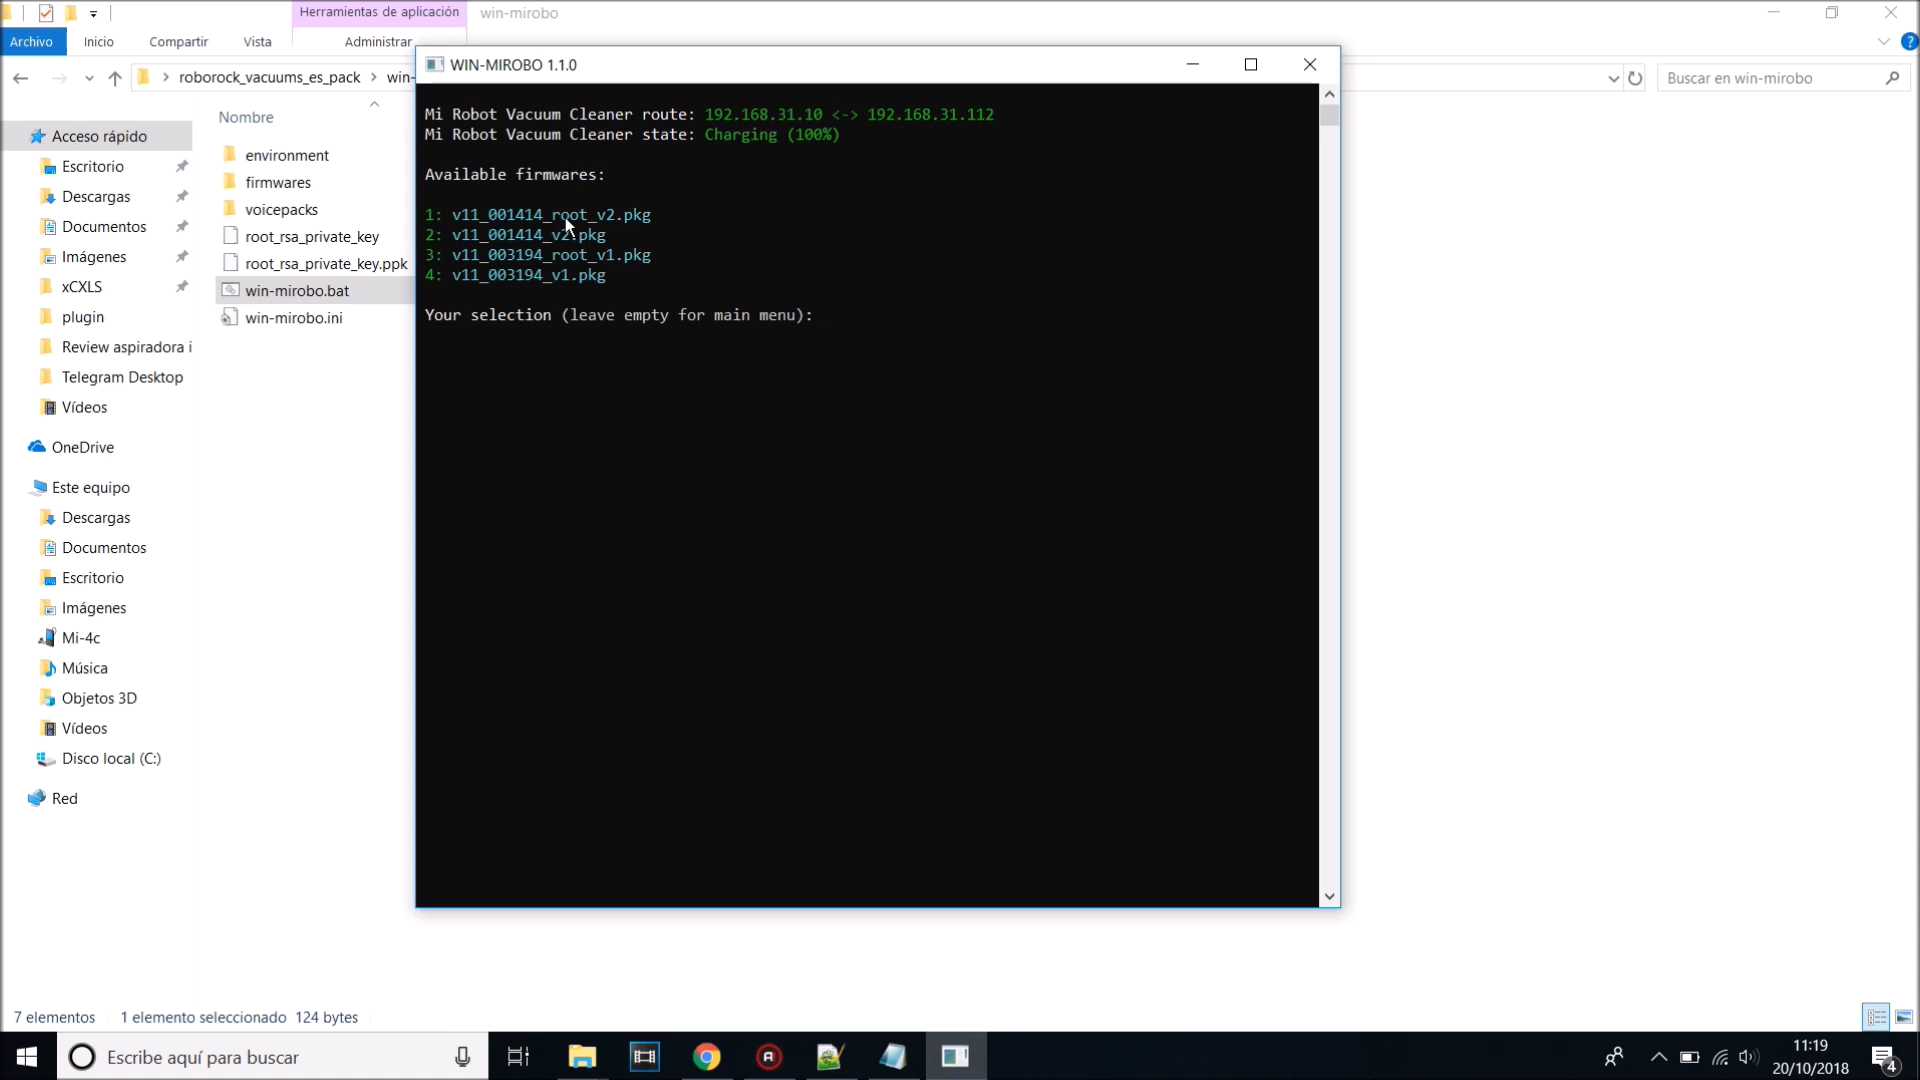 Herramientas de aplicación
win-mirobo
Archivo
Inicio
Compartir
Vista
Administrar
roborock_vacuums_es_pack
win-
Buscar en win-mirobo
Acceso rápido
Escritorio
Descargas
Documentos
Imágenes
xCXLS
plugin
Review aspiradora i
Telegram Desktop
Vídeos
OneDrive
Este equipo
Descargas
Documentos
Escritorio
Imágenes
Mi-4c
Música
Objetos 3D
Vídeos
Disco local (C:)
Red
Nombre
environment
firmwares
voicepacks
root_rsa_private_key
root_rsa_private_key.ppk
win-mirobo.bat
win-mirobo.ini
WIN-MIROBO 1.1.0
Mi Robot Vacuum Cleaner route: 192.168.31.10 <-> 192.168.31.112
Mi Robot Vacuum Cleaner state: Charging (100%)
Available firmwares:
1: v11_001414_root_v2.pkg
2: v11_001414_v2.pkg
3: v11_003194_root_v1.pkg
4: v11_003194_v1.pkg
Your selection (leave empty for main menu):
7 elementos
1 elemento seleccionado 124 bytes
Escribe aquí para buscar
11:19
20/10/2018
4